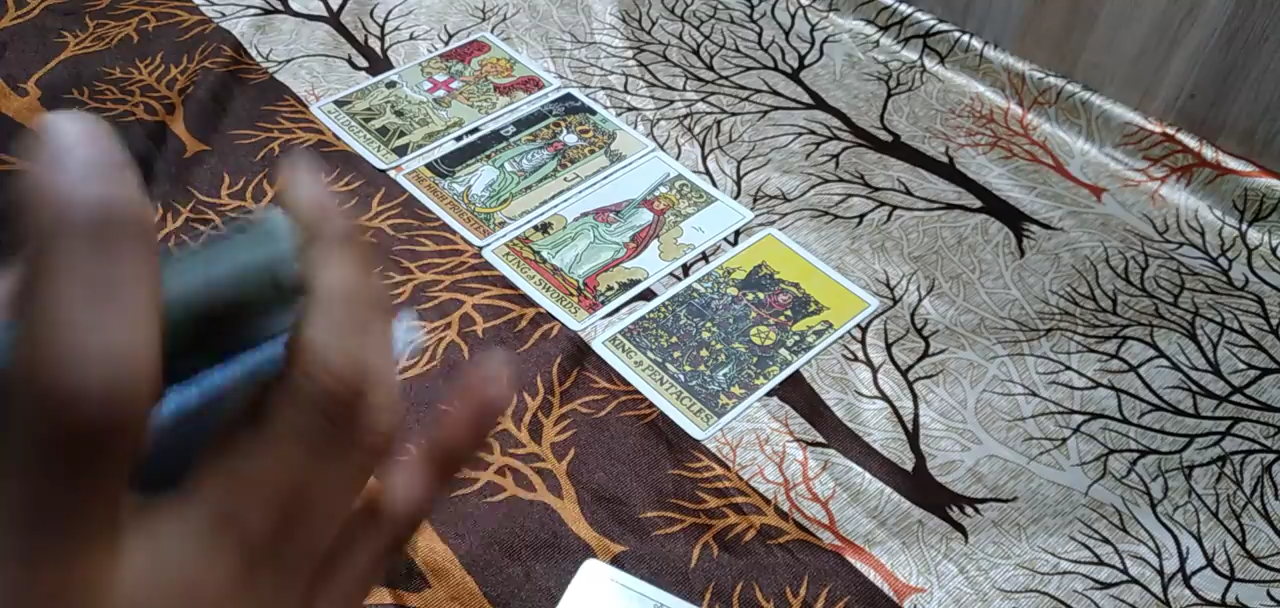 JUDGEMENT.
THE HIGH PRIESTESS
B
KING of SWORDS.
KING of PENTACLES.